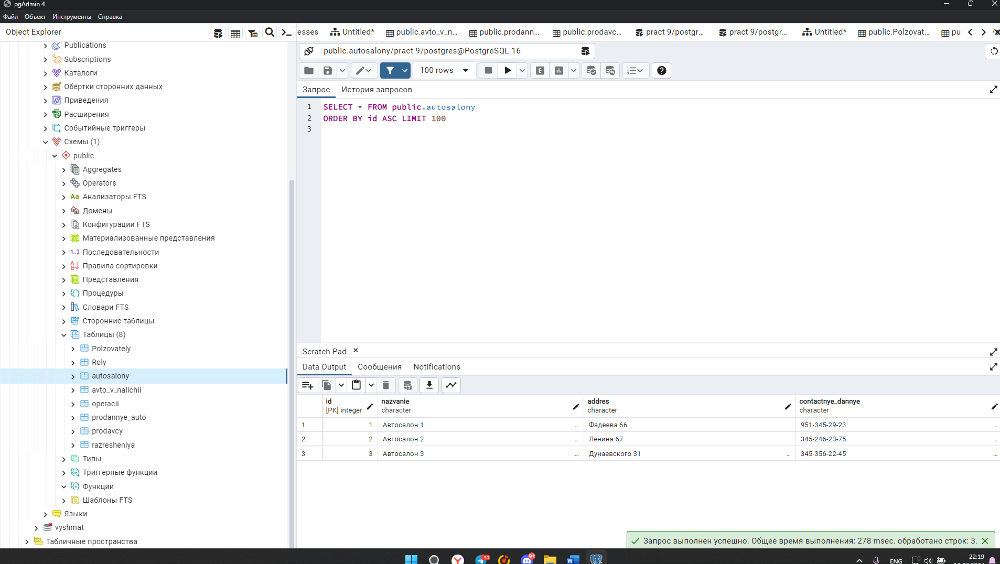 pgAdmin 4
Файл Объект Инструменты Справка
Object Explorer
esses Untitled* public.avto_v_n... public.prodann... public.prodavc... pract 9/postgr... pract 9/postgr... Untitled* public.Polzovat... pu
Publications
Subscriptions
Каталоги
Обёртки сторонних данных
Приведения
Расширения
Событийные триггеры
Схемы (1)
public
Aggregates
Operators
Aa Анализаторы FTS
Домены
Конфигурации FTS
Материализованные представления
1..3 Последовательности
Правила сортировки
Представления
Процедуры
Словари FTS
Сторонние таблицы
Таблицы (8)
Polzovately
Roly
autosalony
avto_v_nalichii
operacii
prodannye_auto
prodavcy
razresheniya
Типы
Триггерные функции
Функции
Шаблоны FTS
Языки
vyshmat
Табличные пространства
public.autosalony/pract 9/postgres@PostgreSQL 16
100 rows
E
Запрос История запросов
1 SELECT * FROM public.autosalony
2 ORDER BY id ASC LIMIT 100
3
Scratch Pad
Data Output Сообщения Notifications
id nazvanie addres contactnye_dannye
[PK] integer character character character
1 1 Автосалон 1 ... Фадеева 66 951-345-29-23 ...
2 2 Автосалон 2 ... Ленина 67 345-246-23-75 ...
3 3 Автосалон 3 ... Дунаевского 31 ... 345-356-22-45 ...
Запрос выполнен успешно. Общее время выполнения: 278 msec. обработано строк: 3.
50
9+
ENG
22:19